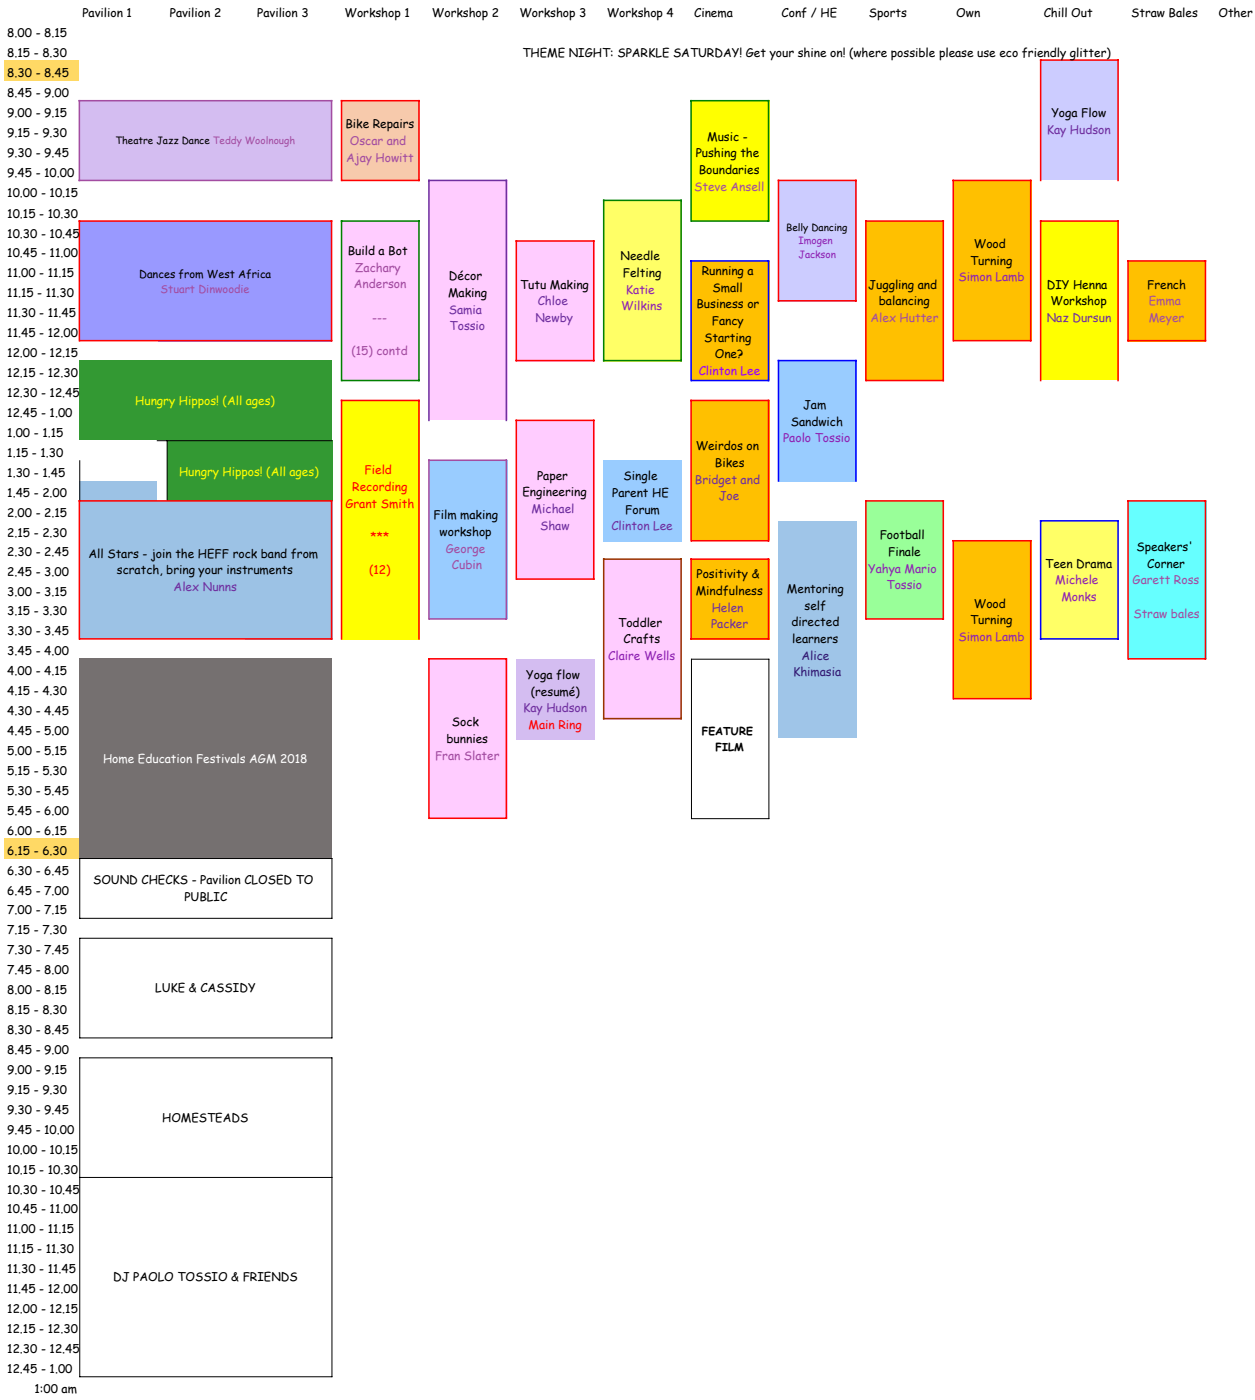 Pavilion 1 Pavilion 2 Pavilion 3 Workshop 1 Workshop 2 Workshop 3 Workshop 4 Cinema Conf / HE Sports Own Chill Out Straw Bales Other
8.00 - 8.15
8.15 - 8.30
8.30 - 8.45
8.45 - 9.00
9.00 - 9.15
9.15 - 9.30
9.30 - 9.45
9.45 - 10.00
10.00 - 10.15
10.15 - 10.30
10.30 - 10.45
10.45 - 11.00
11.00 - 11.15
11.15 - 11.30
11.30 - 11.45
11.45 - 12.00
12.00 - 12.15
12.15 - 12.30
12.30 - 12.45
12.45 - 1.00
1.00 - 1.15
1.15 - 1.30
1.30 - 1.45
1.45 - 2.00
2.00 - 2.15
2.15 - 2.30
2.30 - 2.45
2.45 - 3.00
3.00 - 3.15
3.15 - 3.30
3.30 - 3.45
3.45 - 4.00
4.00 - 4.15
4.15 - 4.30
4.30 - 4.45
4.45 - 5.00
5.00 - 5.15
5.15 - 5.30
5.30 - 5.45
5.45 - 6.00
6.00 - 6.15
6.15 - 6.30
6.30 - 6.45
6.45 - 7.00
7.00 - 7.15
7.15 - 7.30
7.30 - 7.45
7.45 - 8.00
8.00 - 8.15
8.15 - 8.30
8.30 - 8.45
8.45 - 9.00
9.00 - 9.15
9.15 - 9.30
9.30 - 9.45
9.45 - 10.00
10.00 - 10.15
10.15 - 10.30
10.30 - 10.45
10.45 - 11.00
11.00 - 11.15
11.15 - 11.30
11.30 - 11.45
11.45 - 12.00
12.00 - 12.15
12.15 - 12.30
12.30 - 12.45
12.45 - 1.00
1:00 am
THEME NIGHT: SPARKLE SATURDAY! Get your shine on! (where possible please use eco friendly glitter)
Theatre Jazz Dance Teddy Woolnough
Dances from West Africa
Stuart Dinwoodie
Hungry Hippos! (All ages)
Hungry Hippos! (All ages)
All Stars - join the HEFF rock band from
scratch, bring your instruments
Alex Nunns
Home Education Festivals AGM 2018
SOUND CHECKS - Pavilion CLOSED TO
PUBLIC
LUKE & CASSIDY
HOMESTEADS
DJ PAOLO TOSSIO & FRIENDS
Bike Repairs
Oscar and
Ajay Howitt
Build a Bot
Zachary
Anderson
---
(15) contd
Field
Recording
Grant Smith
***
(12)
Décor
Making
Samia
Tossio
Film making
workshop
George
Cubin
Sock
bunnies
Fran Slater
Tutu Making
Chloe
Newby
Paper
Engineering
Michael
Shaw
Yoga flow
(resumé)
Kay Hudson
Main Ring
Needle
Felting
Katie
Wilkins
Single
Parent HE
Forum
Clinton Lee
Toddler
Crafts
Claire Wells
Music -
Pushing the
Boundaries
Steve Ansell
Running a
Small
Business or
Fancy
Starting
One?
Clinton Lee
Weirdos on
Bikes
Bridget and
Joe
Positivity &
Mindfulness
Helen
Packer
FEATURE
FILM
Belly Dancing
Imogen
Jackson
Jam
Sandwich
Paolo Tossio
Mentoring
self
directed
learners
Alice
Khimasia
Juggling and
balancing
Alex Hutter
Football
Finale
Yahya Mario
Tossio
Wood
Turning
Simon Lamb
Wood
Turning
Simon Lamb
Yoga Flow
Kay Hudson
DIY Henna
Workshop
Naz Dursun
Teen Drama
Michele
Monks
French
Emma
Meyer
Speakers'
Corner
Garett Ross
Straw bales